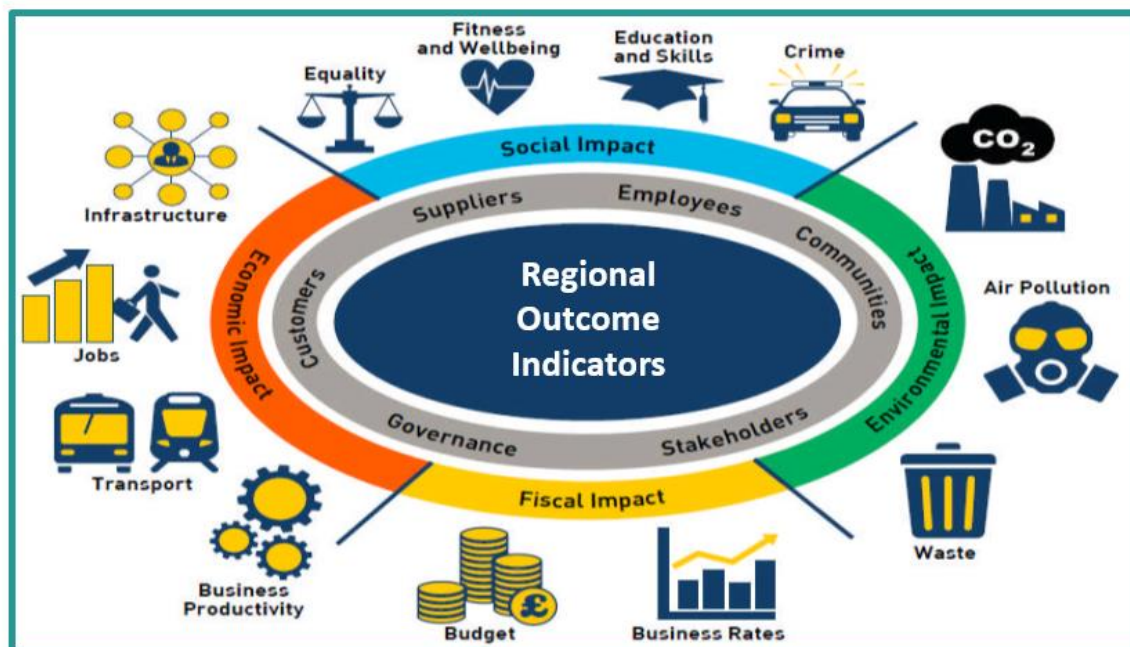 Fitness
and Wellbeing
Education
and Skills
Crime
Equality
CO2
Infrastructure
Social Impact
Suppliers
Employees
Communities
Customers
Economic Impact
Environmental Impact
Regional
Outcome
Indicators
Air Pollution
Jobs
Governance
Stakeholders
Transport
Fiscal Impact
Waste
Business
Productivity
£
Budget
Business Rates